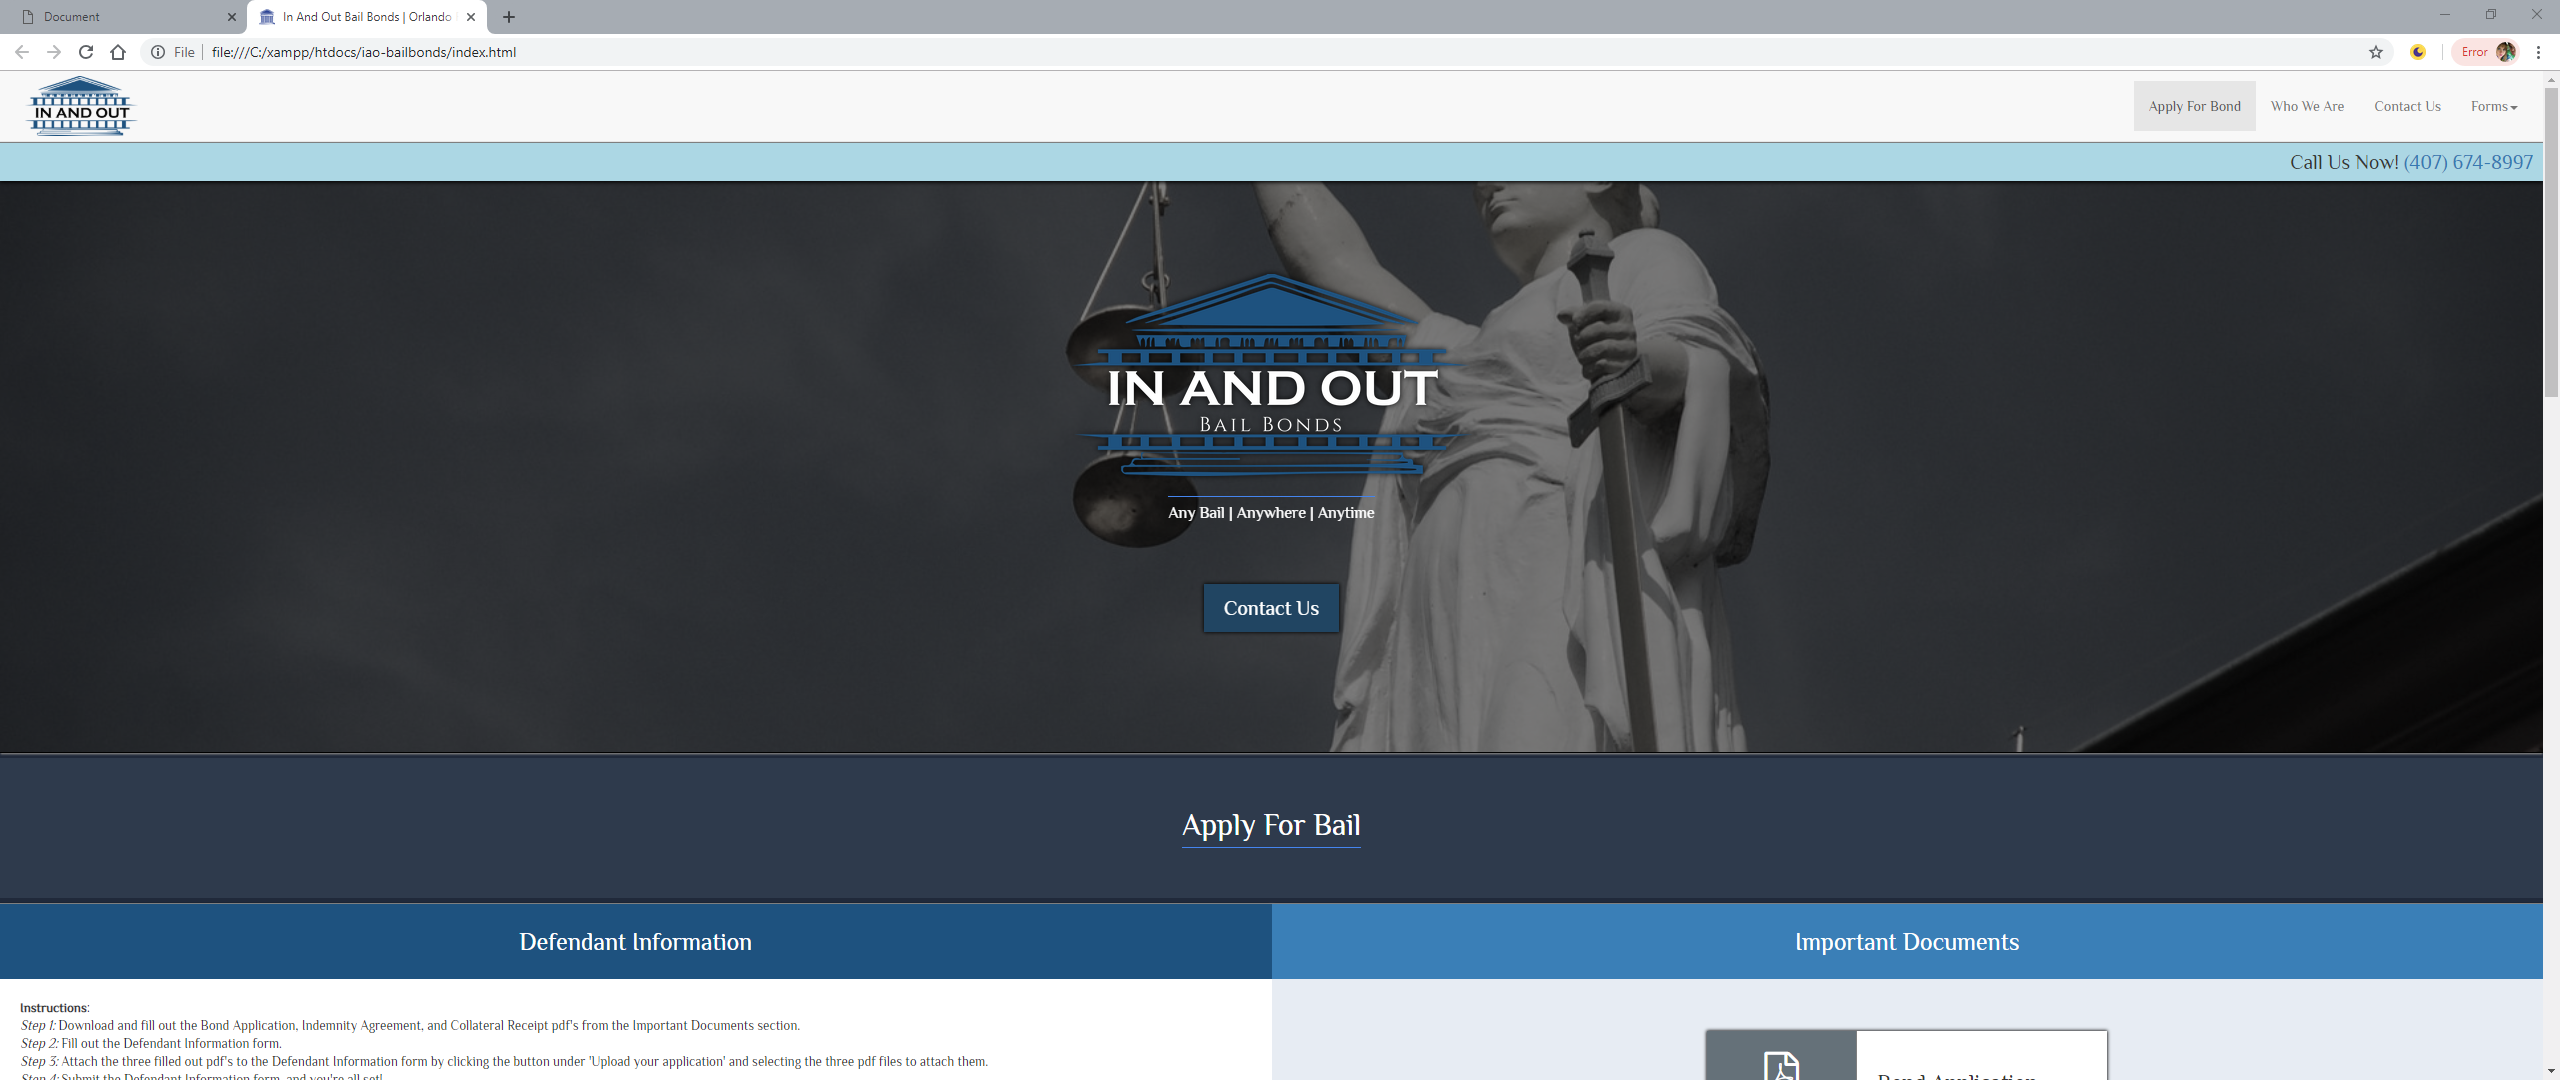 Document
In And Out Bail Bonds | Orlando
File
file:///C:/xampp/htdocs/iao-bailbonds/index.html
Error
IN AND OUT
Apply For Bond
Who We Are
Contact Us
Forms
Call Us Now! (407) 674-8997
IN AND OUT
BAIL BONDS
Any Bail | Anywhere | Anytime
Contact Us
Apply For Bail
Defendant Information
Important Documents
Instructions:
Step 1: Download and fill out the Bond Application, Indemnity Agreement, and Collateral Receipt pdf's from the Important Documents section.
Step 2: Fill out the Defendant Information form.
Step 3: Attach the three filled out pdf's to the Defendant Information form by clicking the button under 'Upload your application' and selecting the three pdf files to attach them.
Step 4: Submit the Defendant Information form, and you're all set!
Bond Application